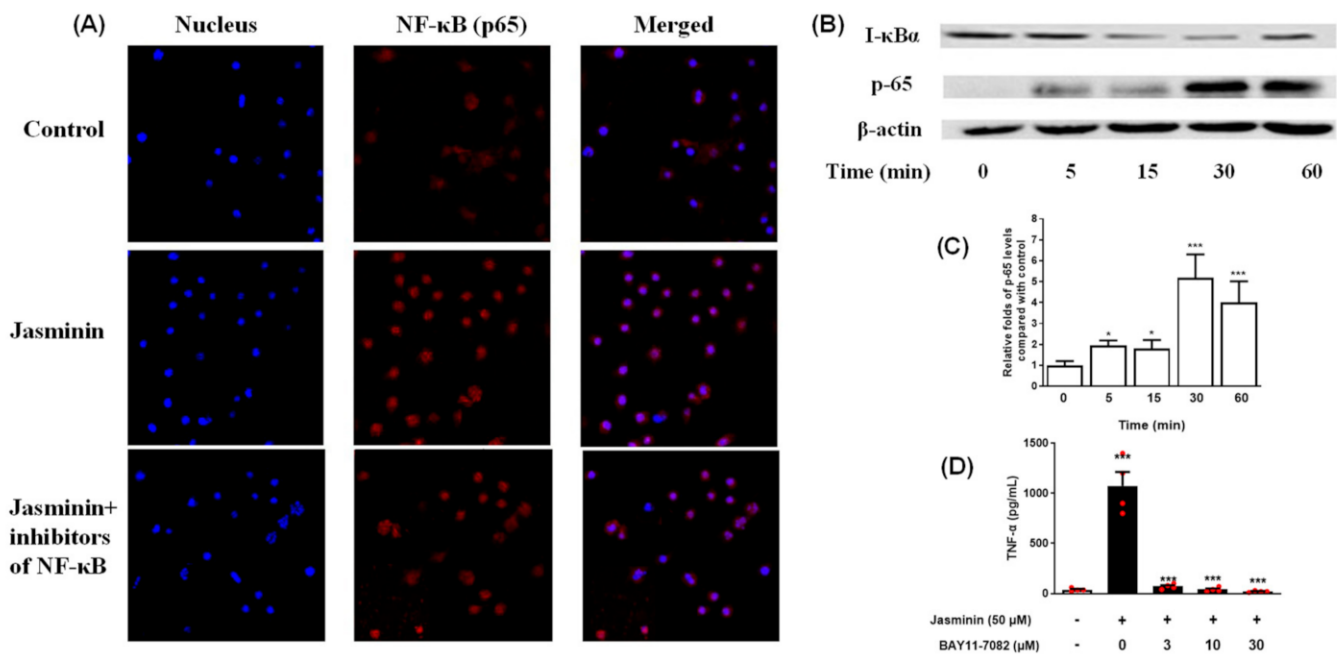 (A)
Nucleus
NF-κB (p65)
Merged
Control
Jasminin
Jasminin+
inhibitors
of NF-κB
(B)
I-κBα
p-65
β-actin
Time (min) 0 5 15 30 60
(C)
Relative folds of p-65 levels
compared with control
8
7
6
5
4
3
2
1
0
*
*
***
***
0 5 15 30 60
Time (min)
(D)
TNF-α (pg/mL)
1500
1000
500
0
***
***
***
***
Jasminin (50 μM) - + + + +
BAY11-7082 (μM) - 0 3 10 30